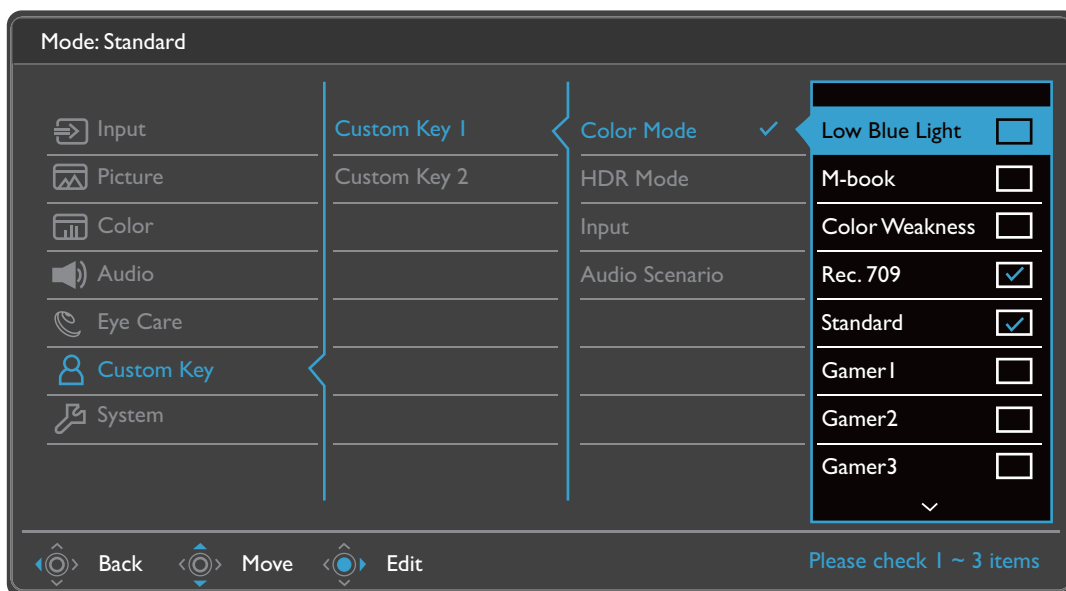 Mode: Standard
Input
Picture
Color
Audio
Eye Care
Custom Key
System
Custom Key 1
Custom Key 2
Color Mode
HDR Mode
Input
Audio Scenario
Low Blue Light
M-book
Color Weakness
Rec. 709
Standard
Gamer1
Gamer2
Gamer3
Back Move Edit
Please check 1 ~ 3 items